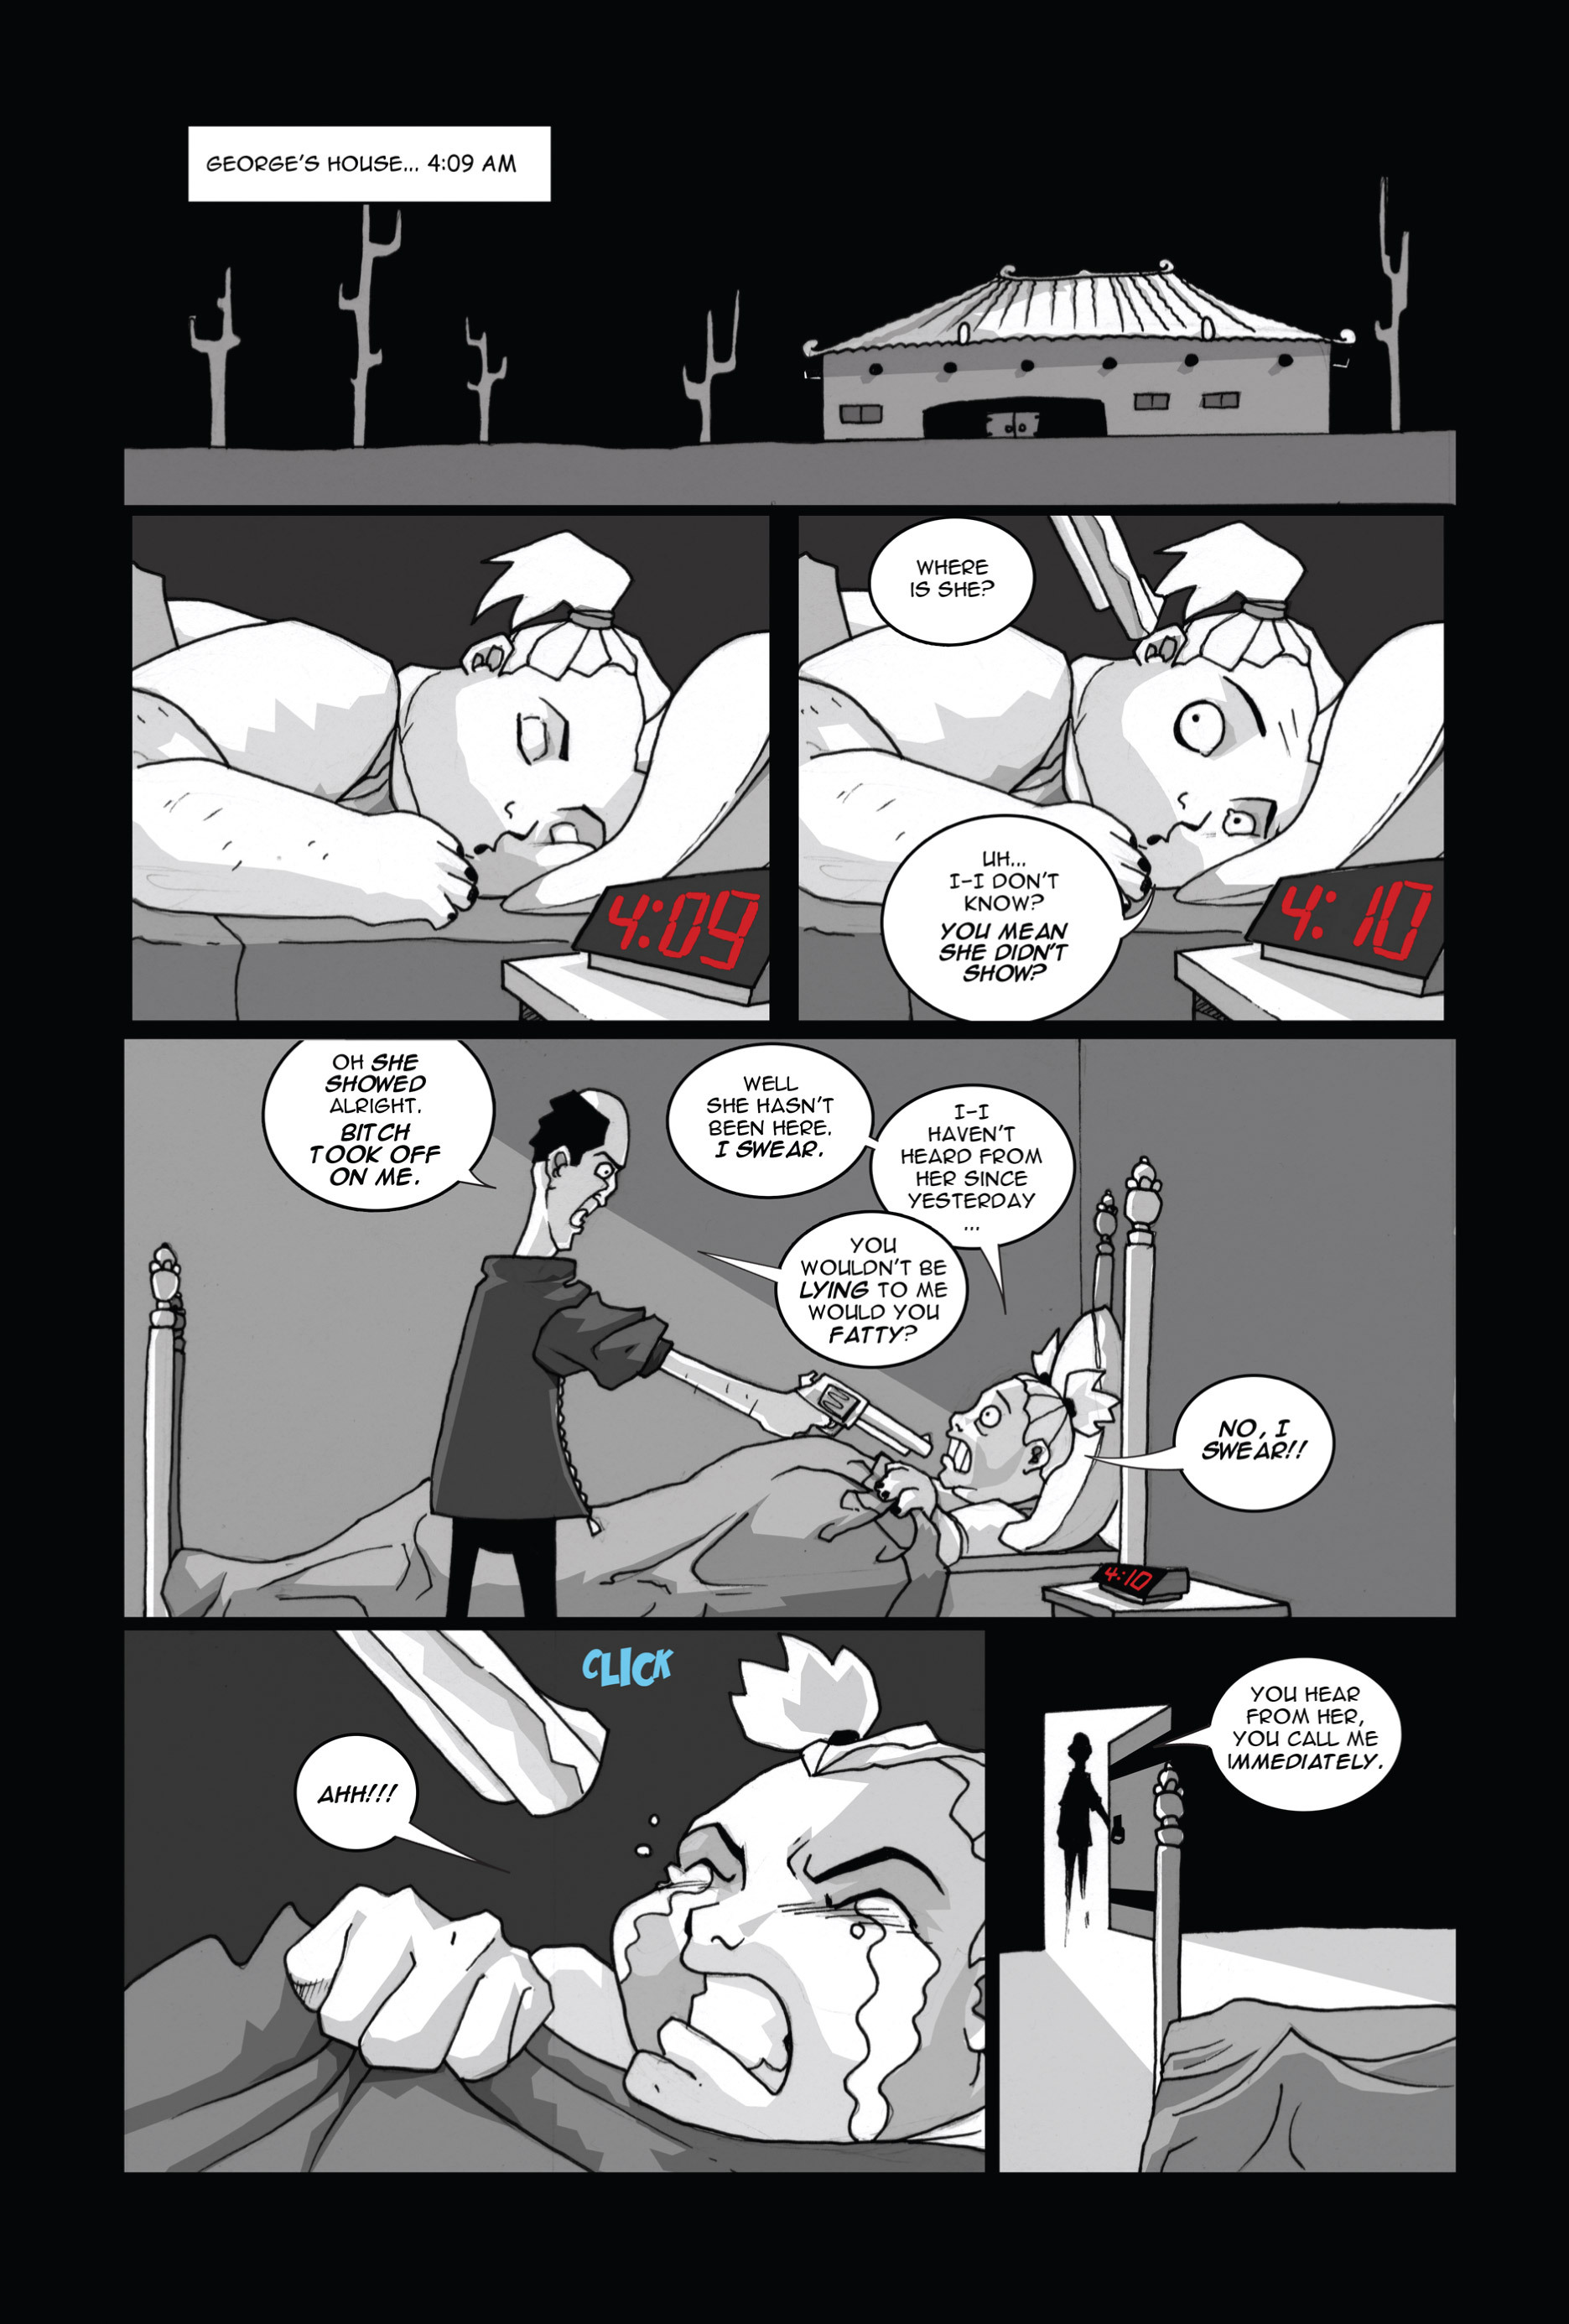 GEORGE'S HOUSE... 4:09 AM
4:09
WHERE
IS SHE?
UH...
I-I DON'T
KNOW?
YOU MEAN
SHE DIDN'T
SHOW?
4:10
OH SHE
SHOWED
ALRIGHT.
BITCH
TOOK OFF
ON ME.
WELL
SHE HASN'T
BEEN HERE.
I SWEAR.
I-I
HAVEN'T
HEARD FROM
HER SINCE
YESTERDAY
...
YOU
WOULDN'T BE
LYING TO ME
WOULD YOU
FATTY?
NO, I
SWEAR!!
4:10
CLICK
AHH!!!
YOU HEAR
FROM HER,
YOU CALL ME
IMMEDIATELY.